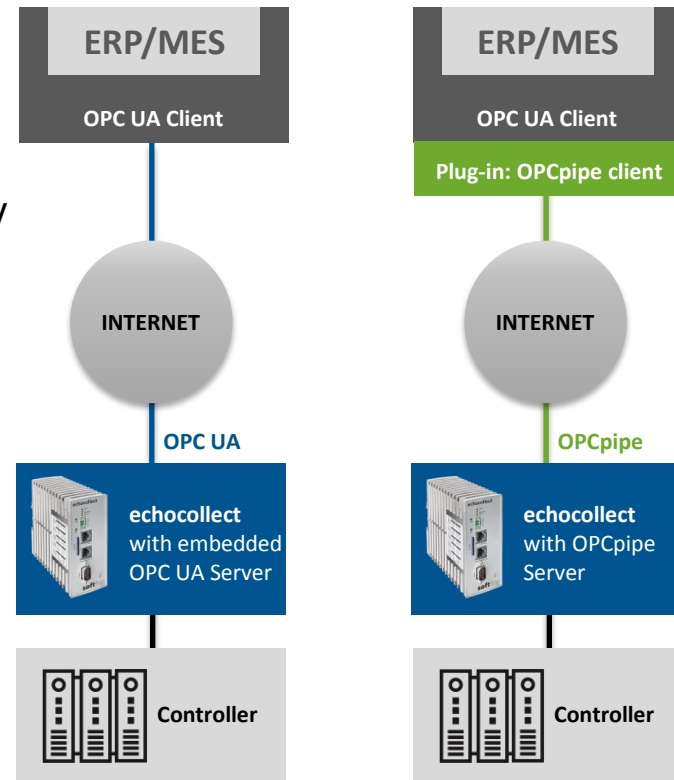 ERP/MES
OPC UA Client
INTERNET
OPC UA
echocollect
with embedded
OPC UA Server
Controller
ERP/MES
OPC UA Client
Plug-in: OPCpipe client
INTERNET
OPCpipe
echocollect
with OPCpipe
Server
Controller